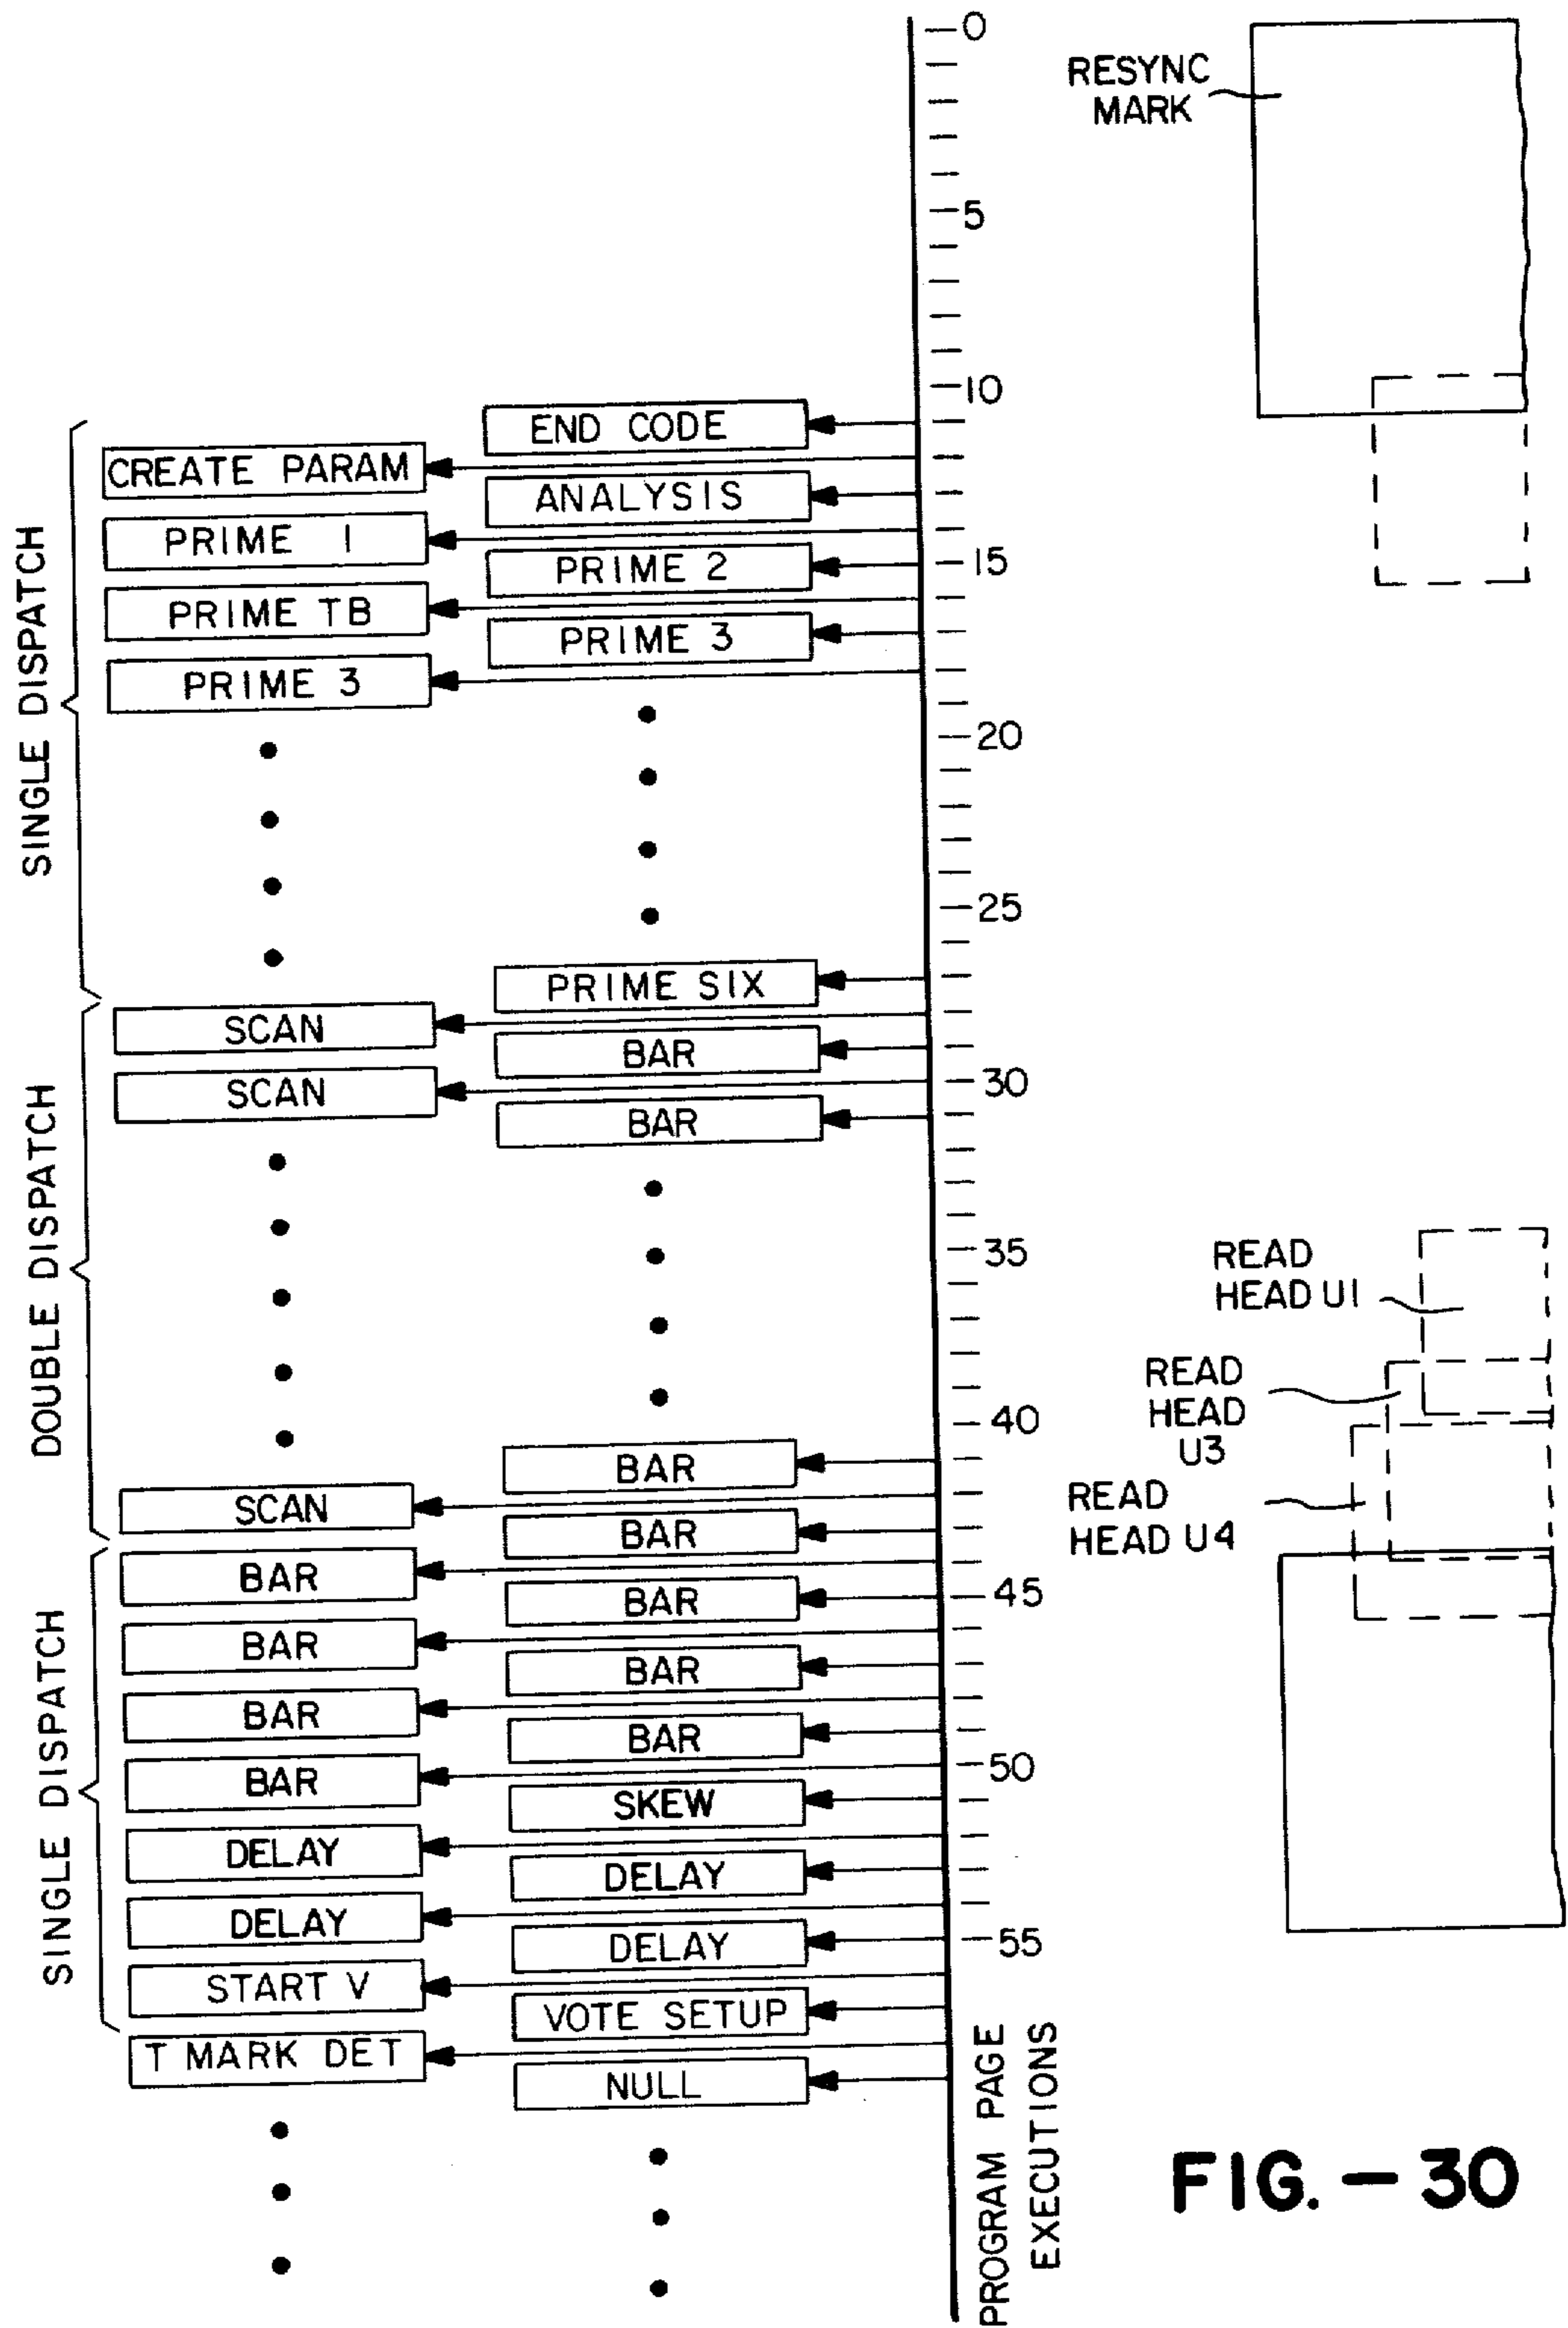 0
RESYNC
MARK
5
10
END CODE
CREATE PARAM
ANALYSIS
PRIME 1
15
PRIME 2
PRIME TB
PRIME 3
PRIME 3
SINGLE DISPATCH
20
25
PRIME SIX
SCAN
BAR
30
SCAN
BAR
DOUBLE DISPATCH
35
READ
HEAD U1
READ
HEAD
U3
40
BAR
READ
HEAD U4
SCAN
BAR
BAR
45
BAR
BAR
BAR
BAR
BAR
50
BAR
SKEW
SINGLE DISPATCH
DELAY
DELAY
DELAY
55
DELAY
START V
VOTE SETUP
T MARK DET
NULL
PROGRAM PAGE
EXECUTIONS
FIG.-30